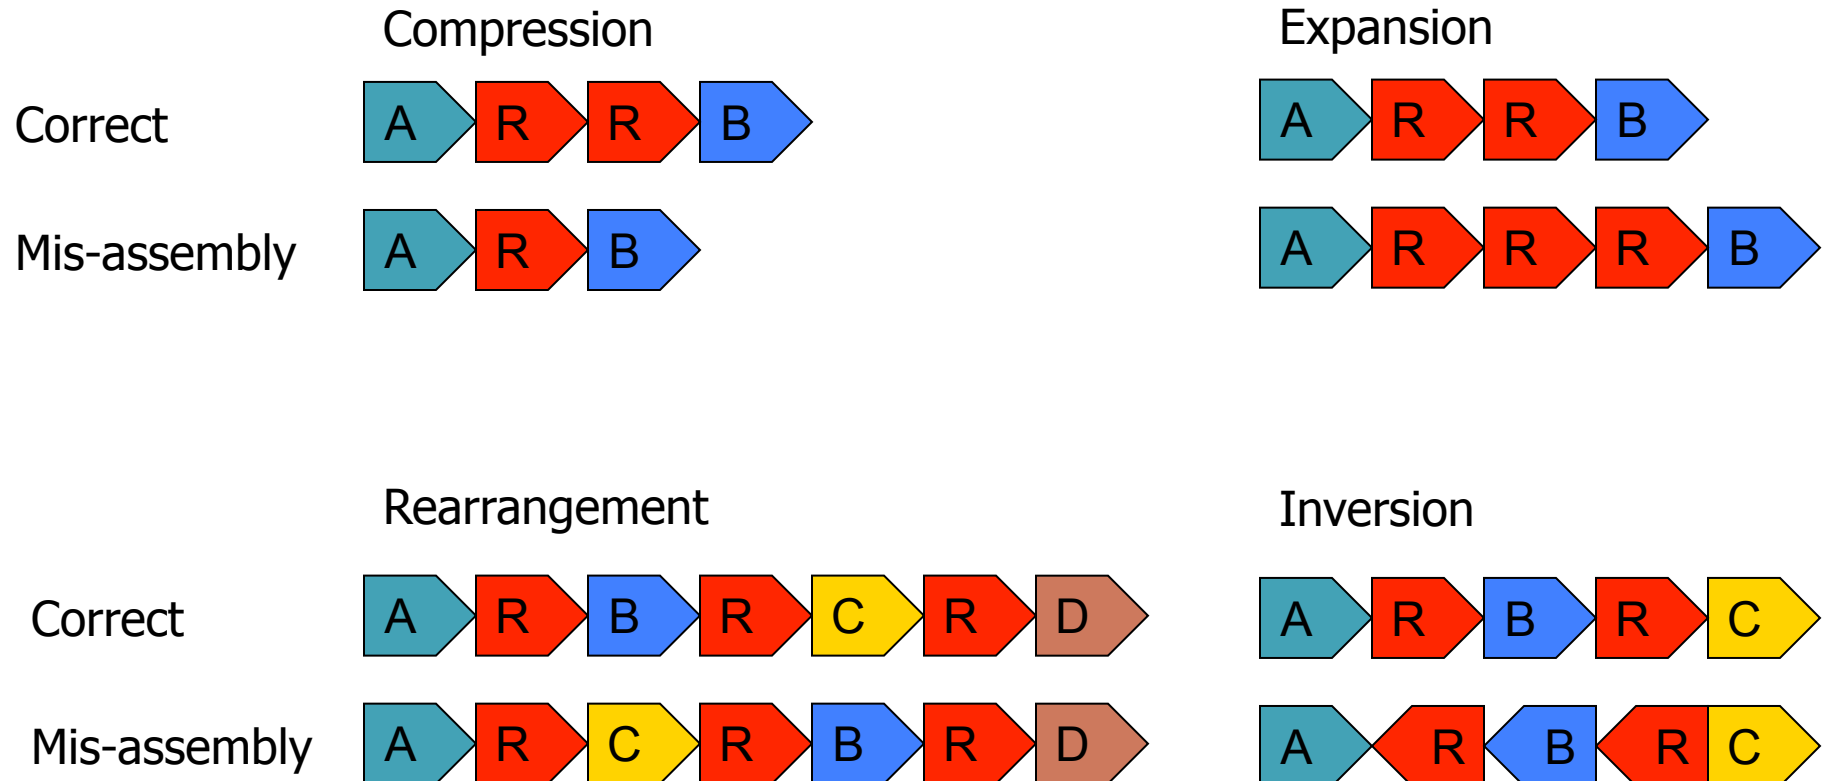 Compression
Correct A R R B
Mis-assembly A R B
Expansion
A R R B
A R R R B
Rearrangement
Correct A R B R C R D
Mis-assembly A R C R B R D
Inversion
A R B R C
A R B R C